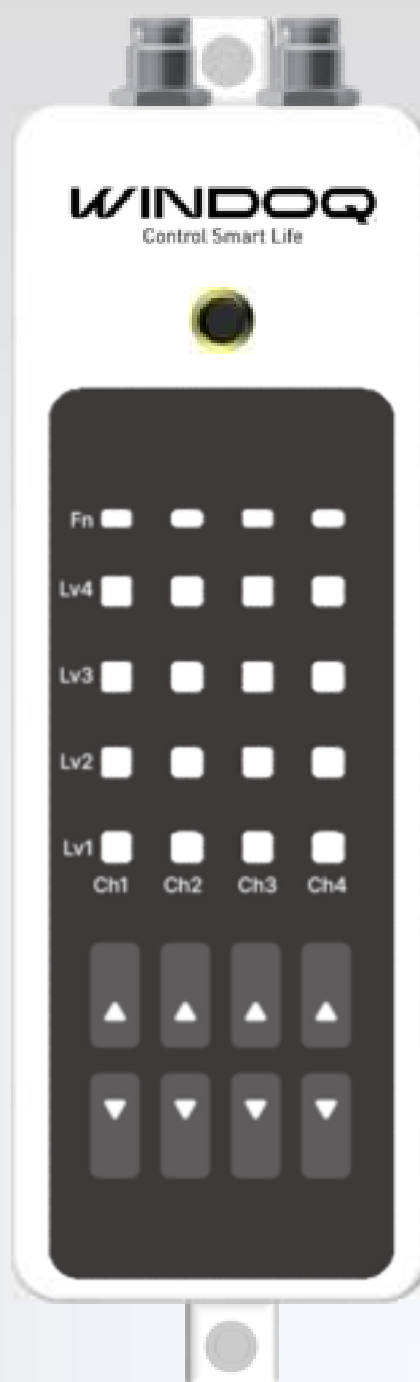 WINDOQ
Control Smart Life
Fn
Lv4
Lv3
Lv2
Lv1
Ch1 Ch2 Ch3 Ch4